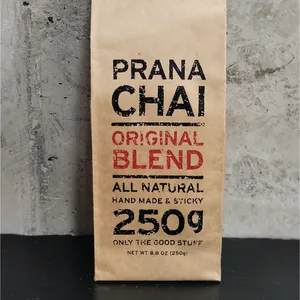 PRANA
CHAI
ORIGINAL
BLEND
ALL NATURAL
HAND MADE & STICKY
250g
ONLY THE GOOD STUFF
NET WT 8.8 OZ (250g)